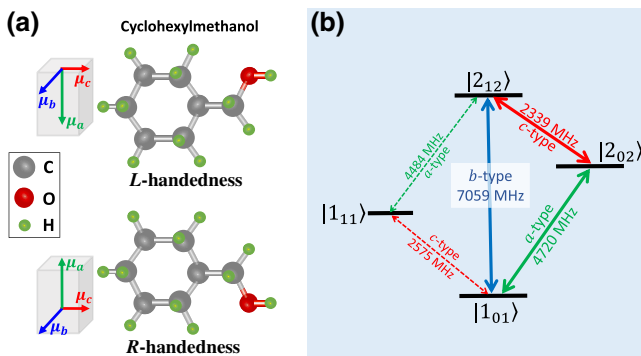 (a)
Cyclohexylmethanol
μc
μb
μa
L-handedness
C
O
H
μa
μc
μb
R-handedness
(b)
|2₁₂⟩
2339 MHz
c-type
|2₀₂⟩
4484 MHz
a-type
b-type
7059 MHz
|1₁₁⟩
a-type
4720 MHz
c-type
2575 MHz
|1₀₁⟩